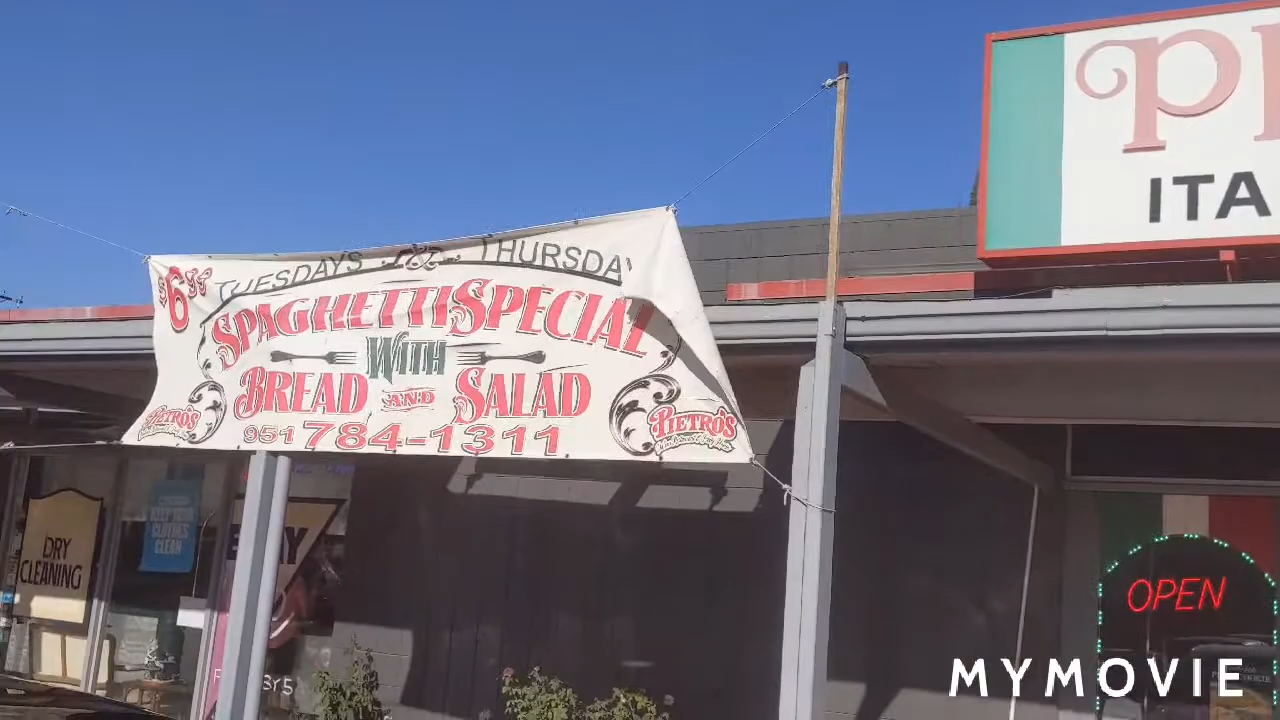 $6.99
TUESDAYS & THURSDAY
SPAGHETTI SPECIAL
WITH
BREAD AND SALAD
951 784-1311
PIETRO'S
PIETRO'S
ITA
DRY
CLEANING
KEEP YOUR
CLOTHES
CLEAN
OPEN
MYMOVIE